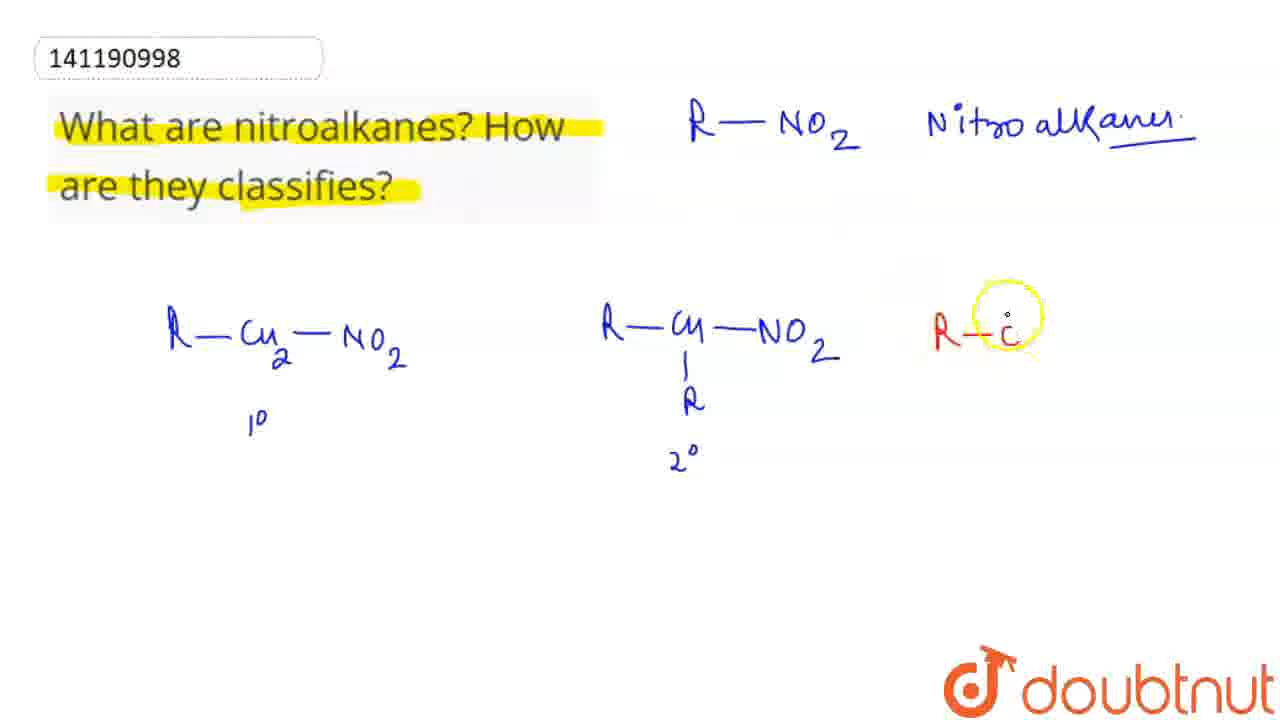 141190998
What are nitroalkanes? How
are they classifies?
R — NO2 Nitroalkanes.
R — CH2 — NO2
1°
R — CH — NO2
|
R
2°
R — C
doubtnut